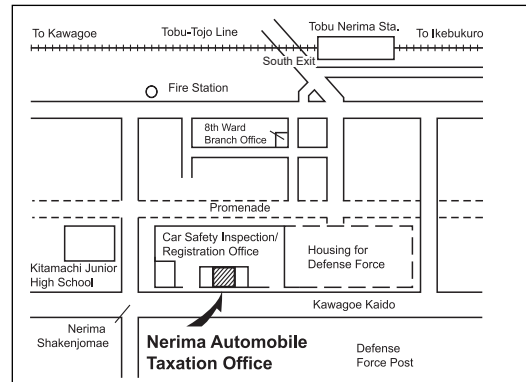 To Kawagoe
Tobu-Tojo Line
Tobu Nerima Sta.
To Ikebukuro
South Exit
Fire Station
8th Ward
Branch Office
Promenade
Car Safety Inspection/
Registration Office
Housing for
Defense Force
Kitamachi Junior
High School
Kawagoe Kaido
Nerima
Shakenjomae
Nerima Automobile
Taxation Office
Defense
Force Post